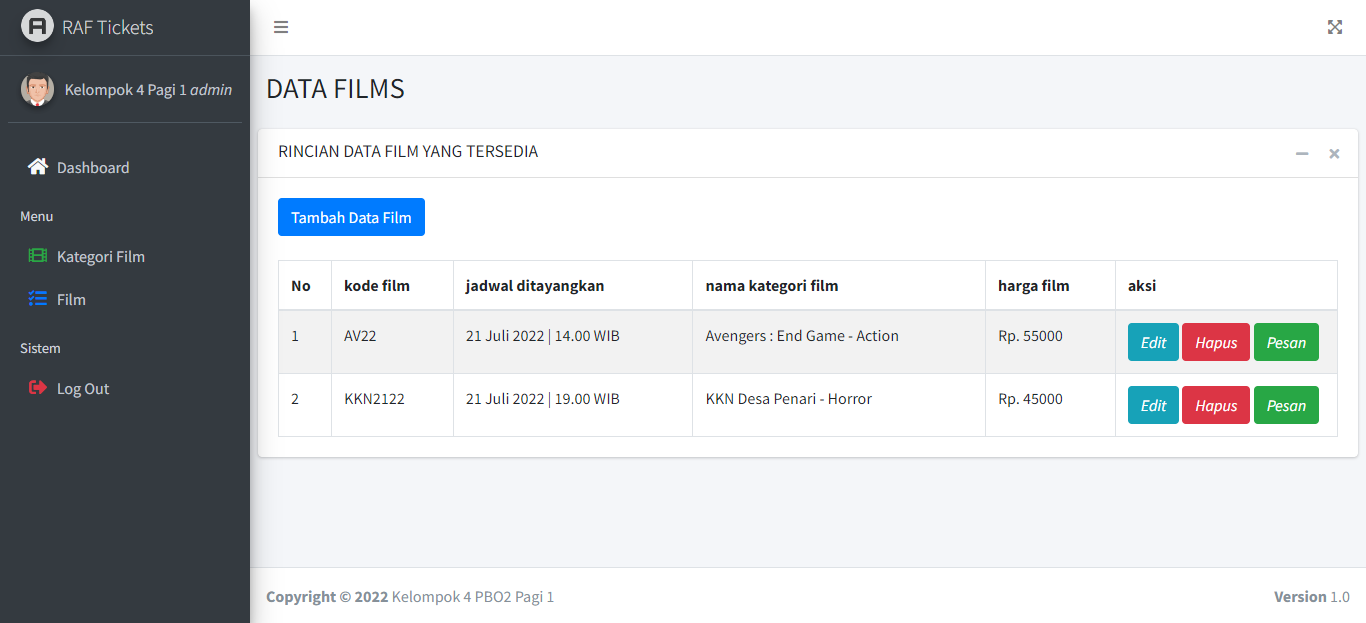 RAF Tickets
Kelompok 4 Pagi 1 admin
Dashboard
Menu
Kategori Film
Film
Sistem
Log Out
DATA FILMS
RINCIAN DATA FILM YANG TERSEDIA
Tambah Data Film
No kode film jadwal ditayangkan nama kategori film harga film aksi
1 AV22 21 Juli 2022 | 14.00 WIB Avengers : End Game - Action Rp. 55000 Edit Hapus Pesan
2 KKN2122 21 Juli 2022 | 19.00 WIB KKN Desa Penari - Horror Rp. 45000 Edit Hapus Pesan
Copyright © 2022 Kelompok 4 PBO2 Pagi 1 Version 1.0